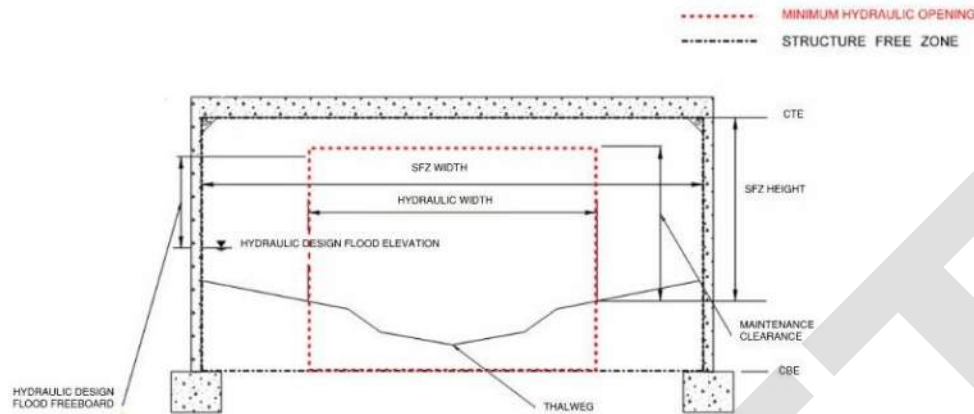 MINIMUM HYDRAULIC OPENING
STRUCTURE FREE ZONE
CTE
SFZ WIDTH
SFZ HEIGHT
HYDRAULIC WIDTH
HYDRAULIC DESIGN FLOOD ELEVATION
MAINTENANCE
CLEARANCE
CBE
HYDRAULIC DESIGN
FLOOD FREEBOARD
THALWEG